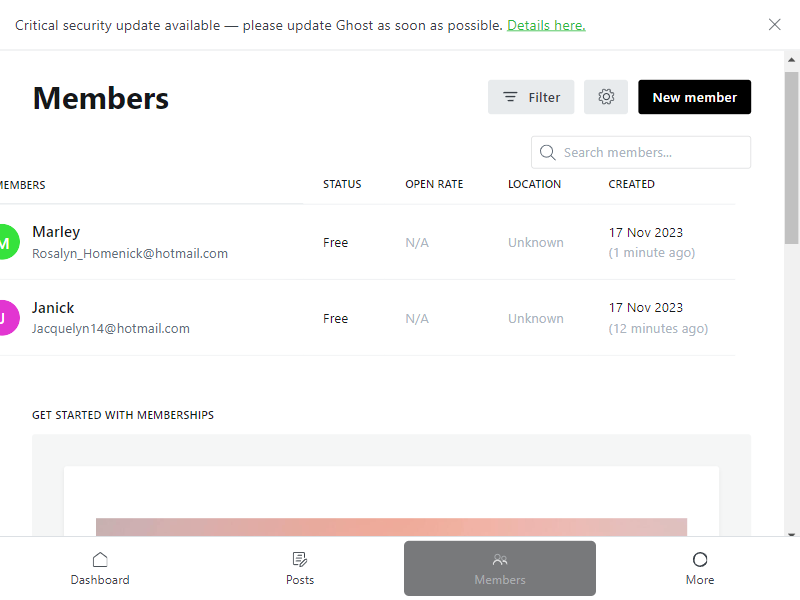 Critical security update available — please update Ghost as soon as possible. Details here.
Members
Filter
New member
Search members...
MEMBERS STATUS OPEN RATE LOCATION CREATED
M
Marley
Rosalyn_Homenick@hotmail.com
Free
N/A
Unknown
17 Nov 2023
(1 minute ago)
J
Janick
Jacquelyn14@hotmail.com
Free
N/A
Unknown
17 Nov 2023
(12 minutes ago)
GET STARTED WITH MEMBERSHIPS
Dashboard
Posts
Members
More